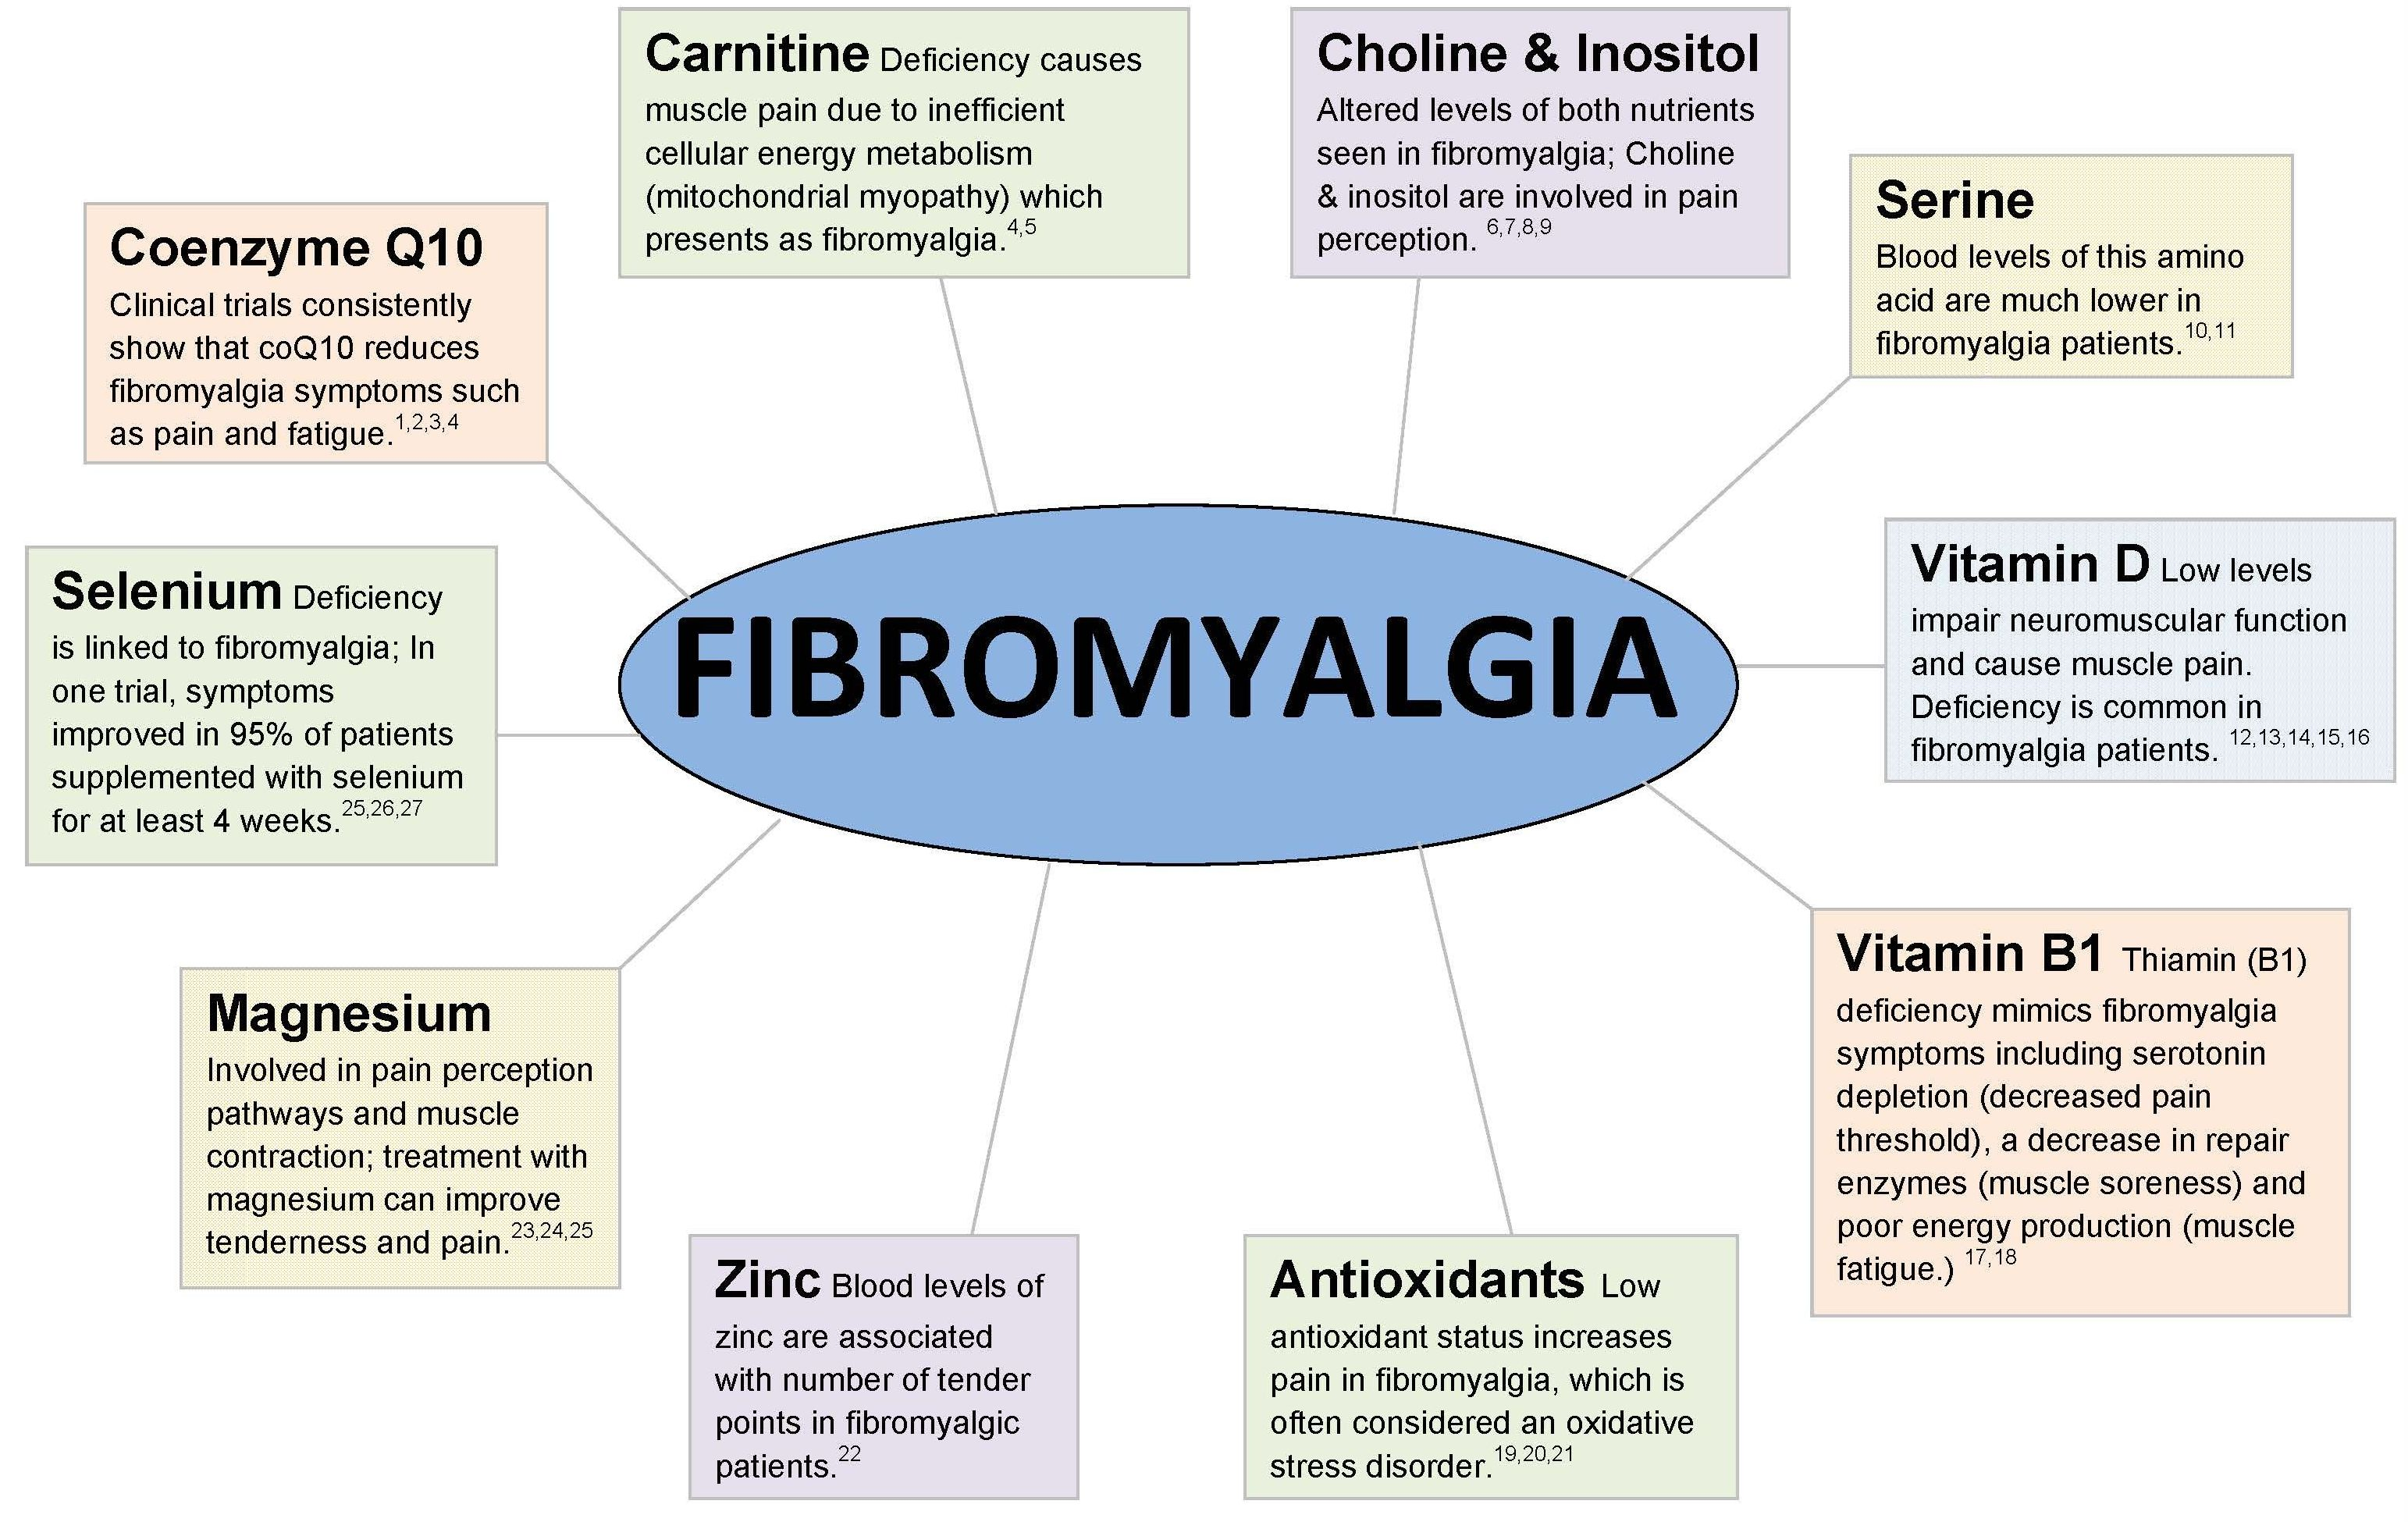 Carnitine Deficiency causes
muscle pain due to inefficient
cellular energy metabolism
(mitochondrial myopathy) which
presents as fibromyalgia.4,5
Choline & Inositol
Altered levels of both nutrients
seen in fibromyalgia; Choline
& inositol are involved in pain
perception. 6,7,8,9
Serine
Blood levels of this amino
acid are much lower in
fibromyalgia patients.10,11
Coenzyme Q10
Clinical trials consistently
show that coQ10 reduces
fibromyalgia symptoms such
as pain and fatigue.1,2,3,4
Selenium Deficiency
is linked to fibromyalgia; In
one trial, symptoms
improved in 95% of patients
supplemented with selenium
for at least 4 weeks.25,26,27
FIBROMYALGIA
Vitamin D Low levels
impair neuromuscular function
and cause muscle pain.
Deficiency is common in
fibromyalgia patients. 12,13,14,15,16
Magnesium
Involved in pain perception
pathways and muscle
contraction; treatment with
magnesium can improve
tenderness and pain.23,24,25
Zinc Blood levels of
zinc are associated
with number of tender
points in fibromyalgic
patients.22
Antioxidants Low
antioxidant status increases
pain in fibromyalgia, which is
often considered an oxidative
stress disorder.19,20,21
Vitamin B1 Thiamin (B1)
deficiency mimics fibromyalgia
symptoms including serotonin
depletion (decreased pain
threshold), a decrease in repair
enzymes (muscle soreness) and
poor energy production (muscle
fatigue.) 17,18